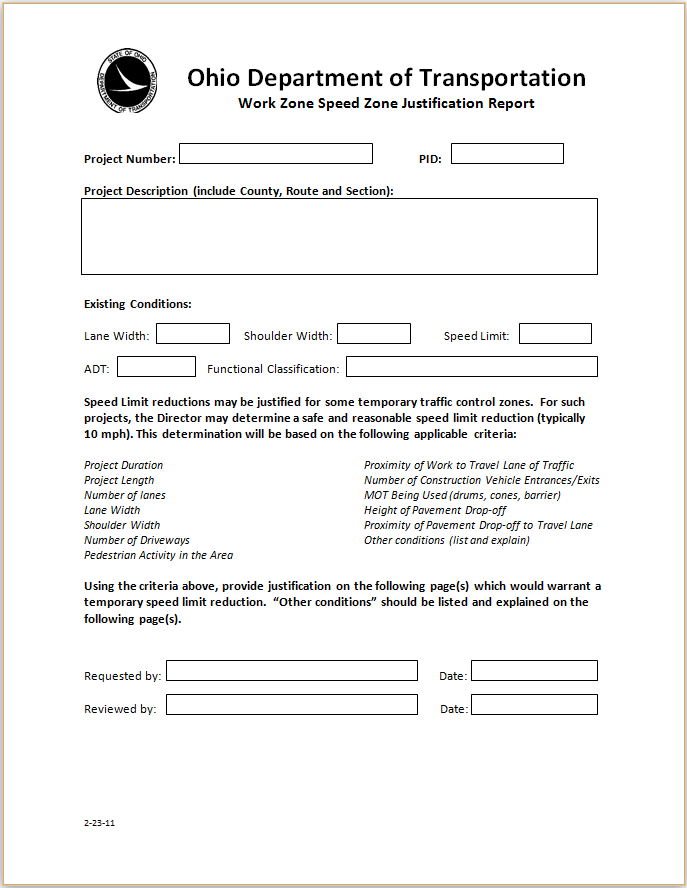 STATE OF OHIO
DEPARTMENT OF TRANSPORTATION
Ohio Department of Transportation
Work Zone Speed Zone Justification Report
Project Number: PID:
Project Description (include County, Route and Section):
Existing Conditions:
Lane Width: Shoulder Width: Speed Limit:
ADT: Functional Classification:
Speed Limit reductions may be justified for some temporary traffic control zones. For such
projects, the Director may determine a safe and reasonable speed limit reduction (typically
10 mph). This determination will be based on the following applicable criteria:
Project Duration
Project Length
Number of lanes
Lane Width
Shoulder Width
Number of Driveways
Pedestrian Activity in the Area
Proximity of Work to Travel Lane of Traffic
Number of Construction Vehicle Entrances/Exits
MOT Being Used (drums, cones, barrier)
Height of Pavement Drop-off
Proximity of Pavement Drop-off to Travel Lane
Other conditions (list and explain)
Using the criteria above, provide justification on the following page(s) which would warrant a
temporary speed limit reduction. “Other conditions” should be listed and explained on the
following page(s).
Requested by: Date:
Reviewed by: Date:
2-23-11